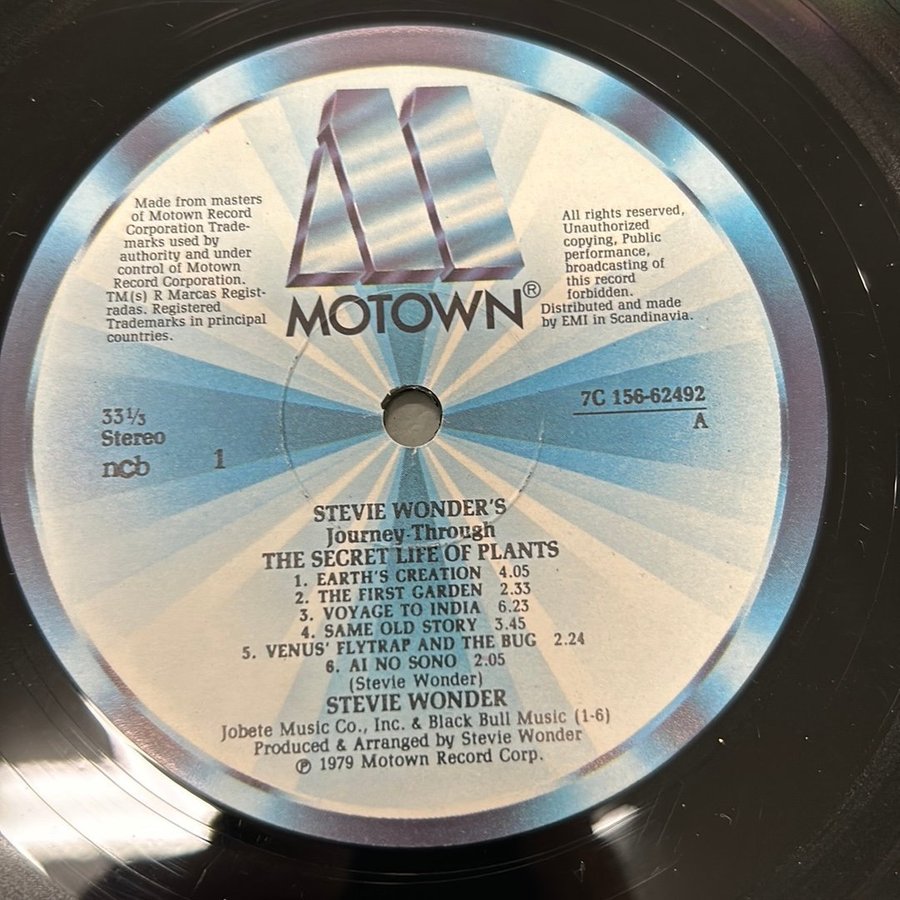 MOTOWN®
Made from masters
of Motown Record
Corporation Trade-
marks used by
authority and under
control of Motown
Record Corporation.
TM(s) R Marcas Regist-
radas. Registered
Trademarks in principal
countries.
All rights reserved,
Unauthorized
copying, Public
performance,
broadcasting of
this record
forbidden.
Distributed and made
by EMI in Scandinavia.
33⅓
Stereo
ncb 1
7C 156-62492
A
STEVIE WONDER'S
Journey Through
THE SECRET LIFE OF PLANTS
1. EARTH'S CREATION 4.05
2. THE FIRST GARDEN 2.33
3. VOYAGE TO INDIA 6.23
4. SAME OLD STORY 3.45
5. VENUS' FLYTRAP AND THE BUG 2.24
6. AI NO SONO 2.05
(Stevie Wonder)
STEVIE WONDER
Jobete Music Co., Inc. & Black Bull Music (1-6)
Produced & Arranged by Stevie Wonder
℗ 1979 Motown Record Corp.